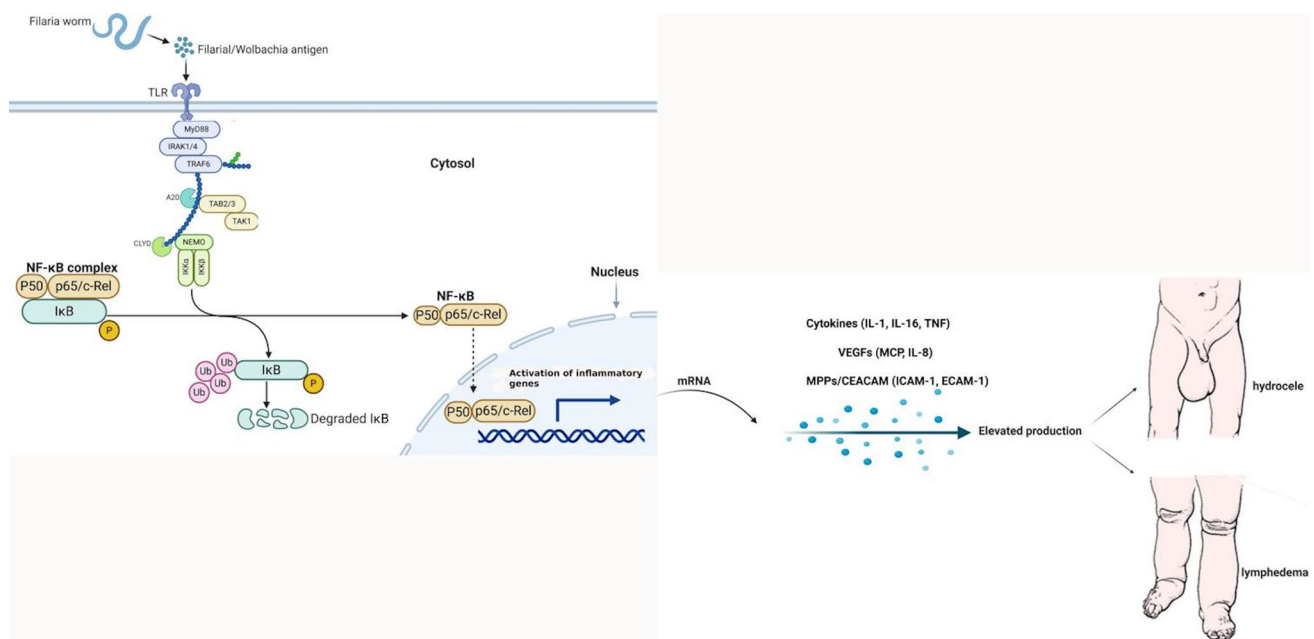 Filaria worm
Filarial/Wolbachia antigen
TLR
MyD88
IRAK1/4
TRAF6
Cytosol
A20
TAB2/3
TAK1
CLYD
NEMO
IKKα
IKKβ
NF-κB complex
P50
p65/c-Rel
IκB
P
NF-κB
P50
p65/c-Rel
Nucleus
Ub
Ub
Ub
Ub
IκB
P
Degraded IκB
Activation of inflammatory
genes
P50
p65/c-Rel
mRNA
Cytokines (IL-1, IL-16, TNF)
VEGFs (MCP, IL-8)
MPPs/CEACAM (ICAM-1, ECAM-1)
Elevated production
hydrocele
lymphedema